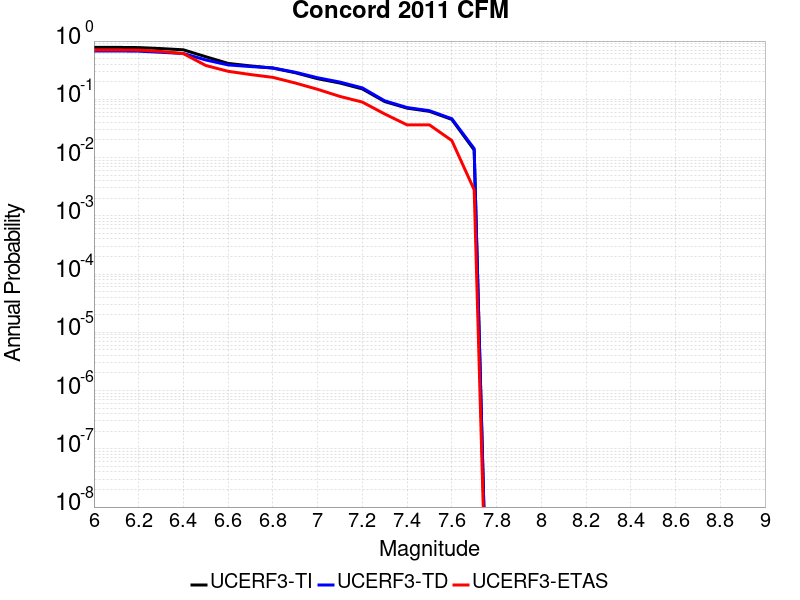 Concord 2011 CFM
10^0
10^-1
10^-2
10^-3
10^-4
10^-5
10^-6
10^-7
10^-8
Annual Probability
6 6.2 6.4 6.6 6.8 7 7.2 7.4 7.6 7.8 8 8.2 8.4 8.6 8.8 9
Magnitude
UCERF3-TI UCERF3-TD UCERF3-ETAS